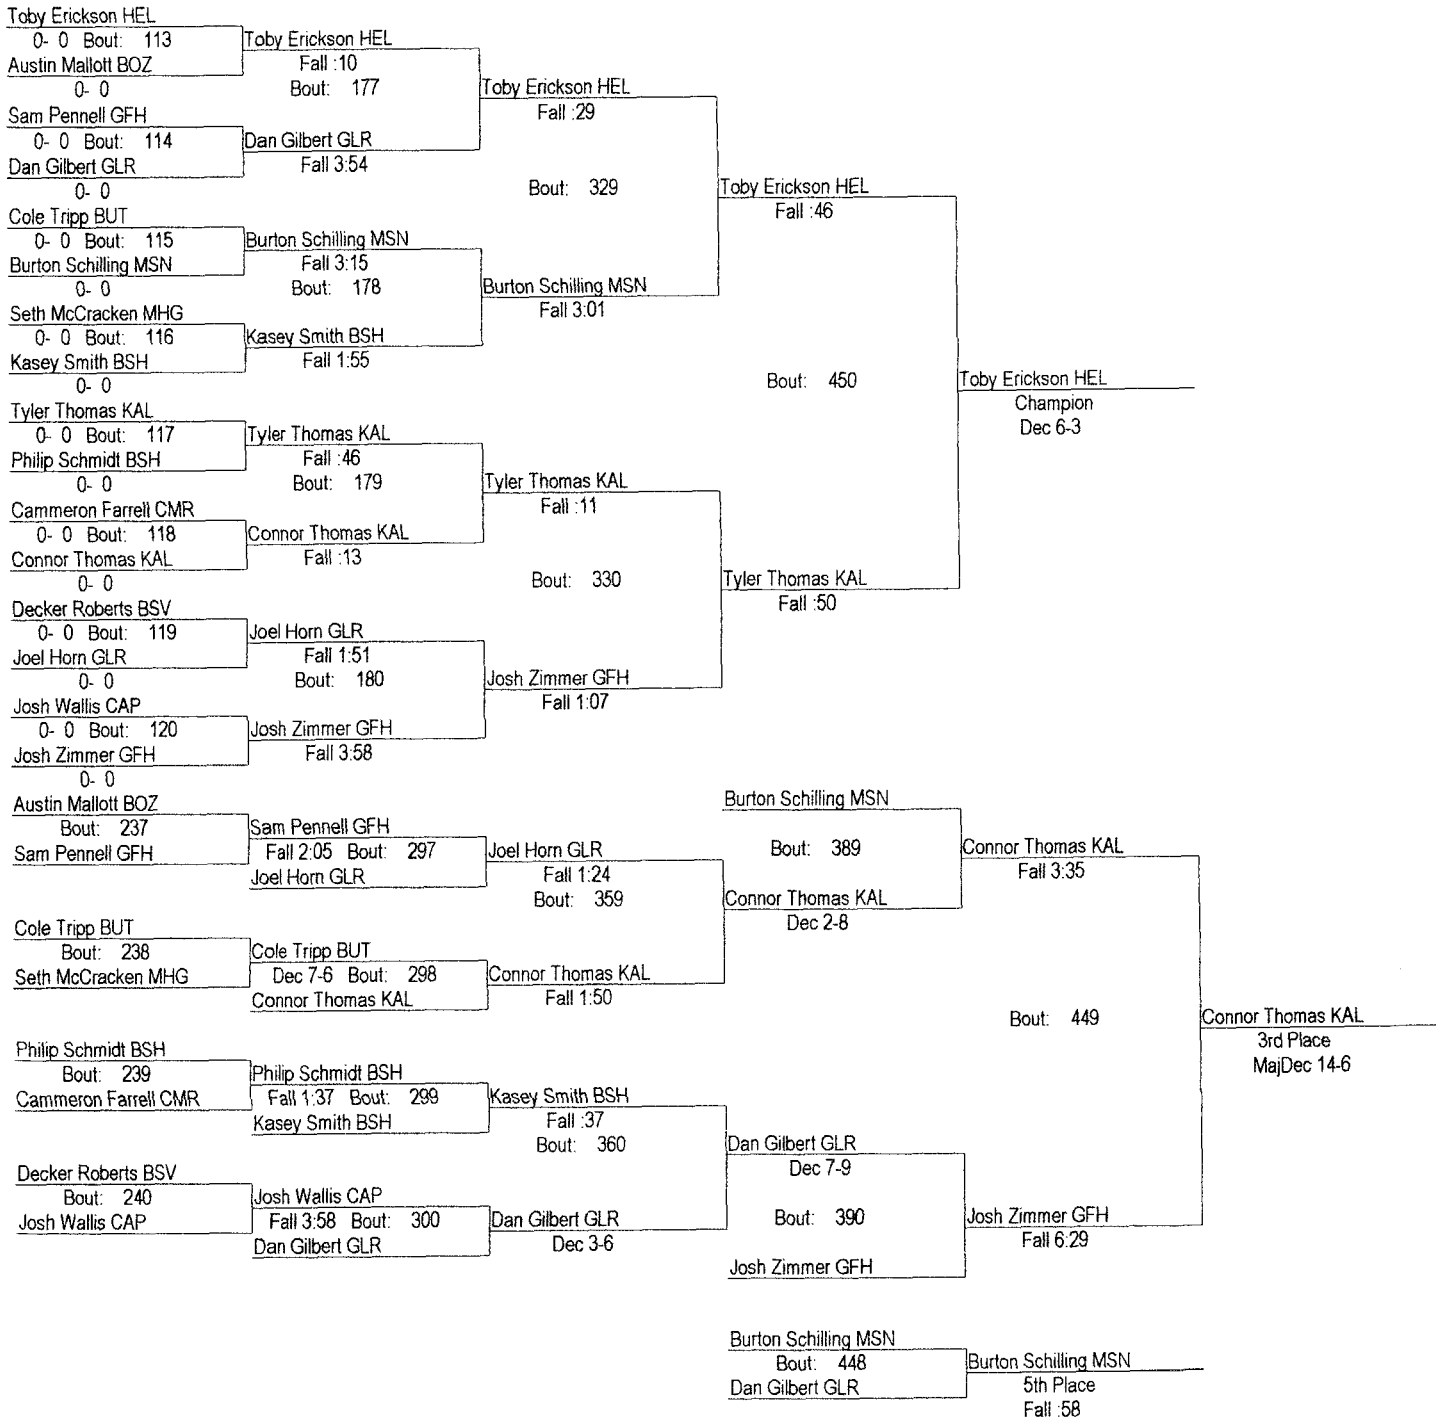 Toby Erickson HEL
0- 0 Bout: 113
Austin Mallott BOZ
0- 0
Sam Pennell GFH
0- 0 Bout: 114
Dan Gilbert GLR
0- 0
Cole Tripp BUT
0- 0 Bout: 115
Burton Schilling MSN
0- 0
Seth McCracken MHG
0- 0 Bout: 116
Kasey Smith BSH
0- 0
Tyler Thomas KAL
0- 0 Bout: 117
Philip Schmidt BSH
0- 0
Cammeron Farrell CMR
0- 0 Bout: 118
Connor Thomas KAL
0- 0
Decker Roberts BSV
0- 0 Bout: 119
Joel Horn GLR
0- 0
Josh Wallis CAP
0- 0 Bout: 120
Josh Zimmer GFH
0- 0
Toby Erickson HEL
Fall :10
Bout: 177
Dan Gilbert GLR
Fall 3:54
Burton Schilling MSN
Fall 3:15
Bout: 178
Kasey Smith BSH
Fall 1:55
Tyler Thomas KAL
Fall :46
Bout: 179
Connor Thomas KAL
Fall :13
Joel Horn GLR
Fall 1:51
Bout: 180
Josh Zimmer GFH
Fall 3:58
Toby Erickson HEL
Fall :29
Bout: 329
Burton Schilling MSN
Fall 3:01
Tyler Thomas KAL
Fall :11
Bout: 330
Josh Zimmer GFH
Fall 1:07
Toby Erickson HEL
Fall :46
Bout: 450
Tyler Thomas KAL
Fall :50
Toby Erickson HEL
Champion
Dec 6-3
Austin Mallott BOZ
Bout: 237
Sam Pennell GFH
Cole Tripp BUT
Bout: 238
Seth McCracken MHG
Philip Schmidt BSH
Bout: 239
Cammeron Farrell CMR
Decker Roberts BSV
Bout: 240
Josh Wallis CAP
Sam Pennell GFH
Fall 2:05 Bout: 297
Joel Horn GLR
Cole Tripp BUT
Dec 7-6 Bout: 298
Connor Thomas KAL
Philip Schmidt BSH
Fall 1:37 Bout: 299
Kasey Smith BSH
Josh Wallis CAP
Fall 3:58 Bout: 300
Dan Gilbert GLR
Joel Horn GLR
Fall 1:24
Bout: 359
Connor Thomas KAL
Fall 1:50
Kasey Smith BSH
Fall :37
Bout: 360
Dan Gilbert GLR
Dec 3-6
Burton Schilling MSN
Bout: 389
Connor Thomas KAL
Dec 2-8
Dan Gilbert GLR
Dec 7-9
Bout: 390
Josh Zimmer GFH
Connor Thomas KAL
Fall 3:35
Bout: 449
Josh Zimmer GFH
Fall 6:29
Connor Thomas KAL
3rd Place
MajDec 14-6
Burton Schilling MSN
Bout: 448
Dan Gilbert GLR
Burton Schilling MSN
5th Place
Fall :58